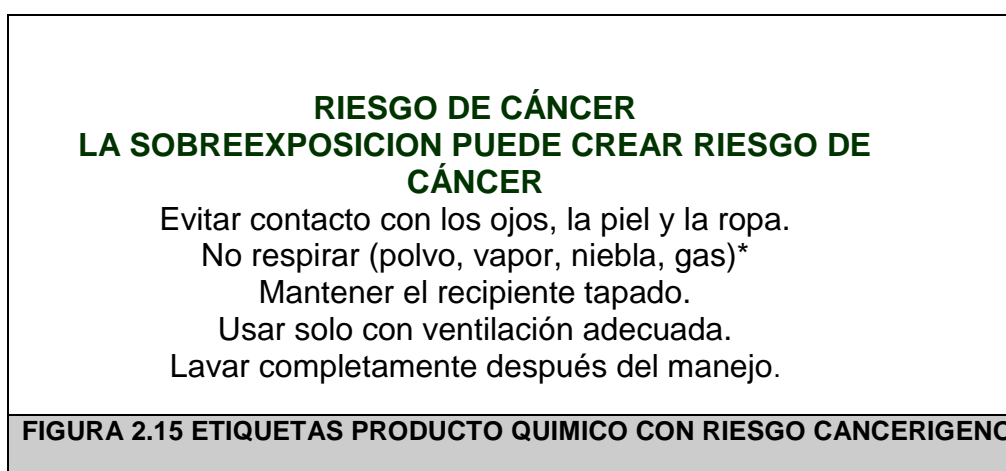 RIESGO DE CÁNCER
LA SOBREEXPOSICION PUEDE CREAR RIESGO DE
CÁNCER
Evitar contacto con los ojos, la piel y la ropa.
No respirar (polvo, vapor, niebla, gas)*
Mantener el recipiente tapado.
Usar solo con ventilación adecuada.
Lavar completamente después del manejo.
FIGURA 2.15 ETIQUETAS PRODUCTO QUIMICO CON RIESGO CANCERIGENO